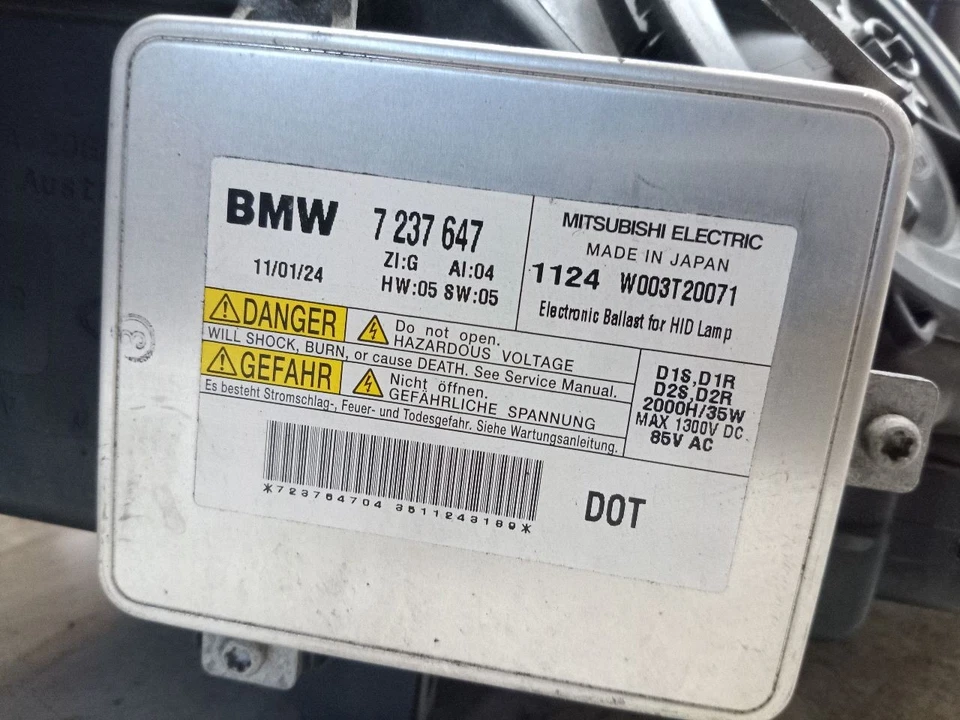 BMW 7 237 647
11/01/24 ZI:G AI:04
HW:05 SW:05
MITSUBISHI ELECTRIC
MADE IN JAPAN
1124 W003T20071
Electronic Ballast for HID Lamp
DANGER Do not open.
HAZARDOUS VOLTAGE
WILL SHOCK, BURN, or cause DEATH. See Service Manual.
GEFAHR Nicht öffnen.
GEFÄHRLICHE SPANNUNG
Es besteht Stromschlag-, Feuer- und Todesgefahr. Siehe Wartungsanleitung.
D1S,D1R
D2S,D2R
2000H/35W
MAX 1300V DC
85V AC
*723764704 3511243189*
DOT